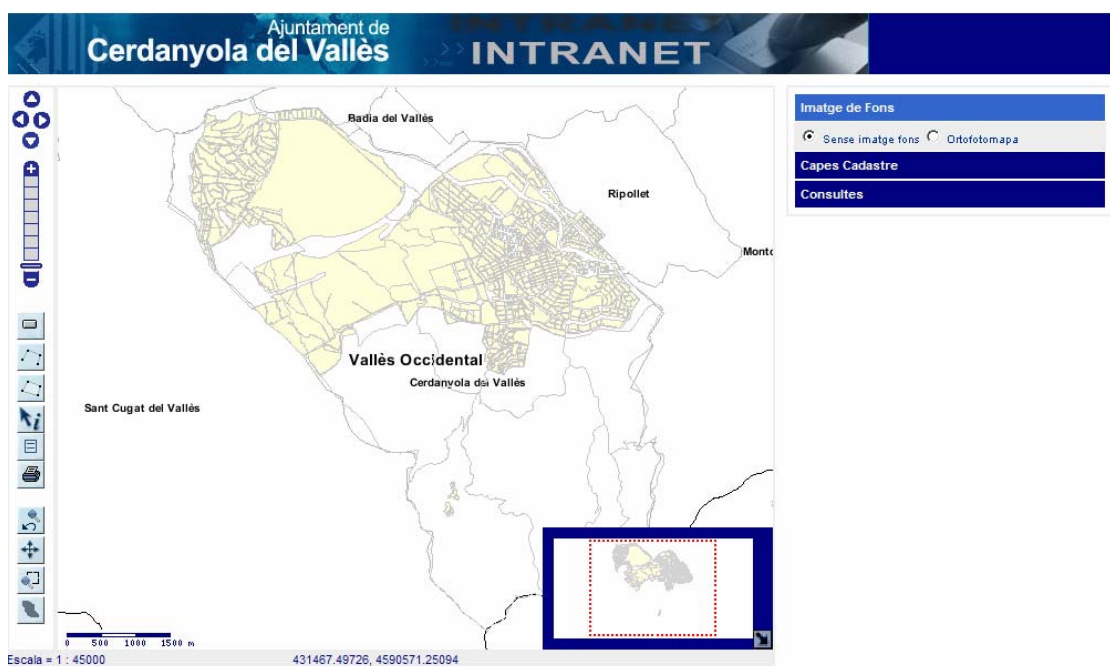 Ajuntament de
Cerdanyola del Vallès
INTRANET
INTRANET
Imatge de Fons
Sense imatge fons Ortofotomapa
Capes Cadastre
Consultes
Badia del Vallès
Ripollet
Montc
Vallès Occidental
Cerdanyola del Vallès
Sant Cugat del Vallès
0 500 1000 1500 m
Escala = 1 : 45000 431467.49726, 4590571.25094